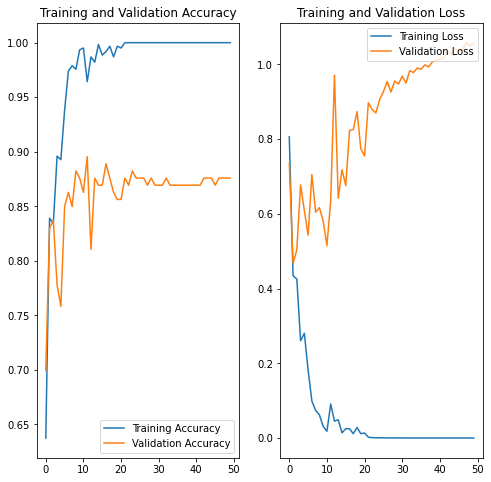 Training and Validation Accuracy
1.00
0.95
0.90
0.85
0.80
0.75
0.70
0.65
Training Accuracy
Validation Accuracy
0 10 20 30 40 50
Training and Validation Loss
Training Loss
Validation Loss
1.0
0.8
0.6
0.4
0.2
0.0
0 10 20 30 40 50